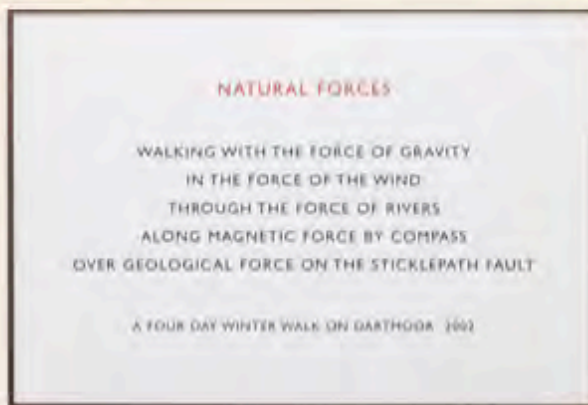 NATURAL FORCES
WALKING WITH THE FORCE OF GRAVITY
IN THE FORCE OF THE WIND
THROUGH THE FORCE OF RIVERS
ALONG MAGNETIC FORCE BY COMPASS
OVER GEOLOGICAL FORCE ON THE STICKLEPATH FAULT
A FOUR DAY WINTER WALK ON DARTMOOR 2002